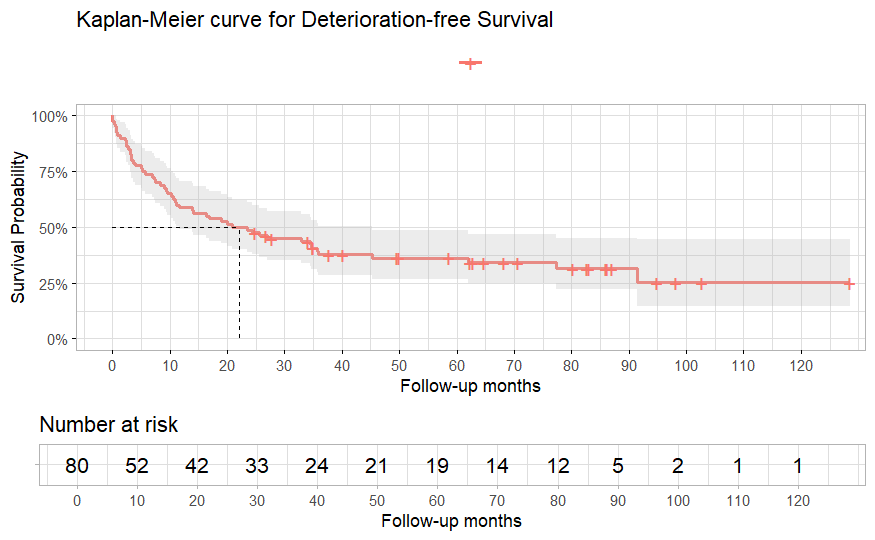 Kaplan-Meier curve for Deterioration-free Survival
100%
75%
50%
25%
0%
Survival Probability
0 10 20 30 40 50 60 70 80 90 100 110 120
Follow-up months
Number at risk
80 52 42 33 24 21 19 14 12 5 2 1 1
0 10 20 30 40 50 60 70 80 90 100 110 120
Follow-up months